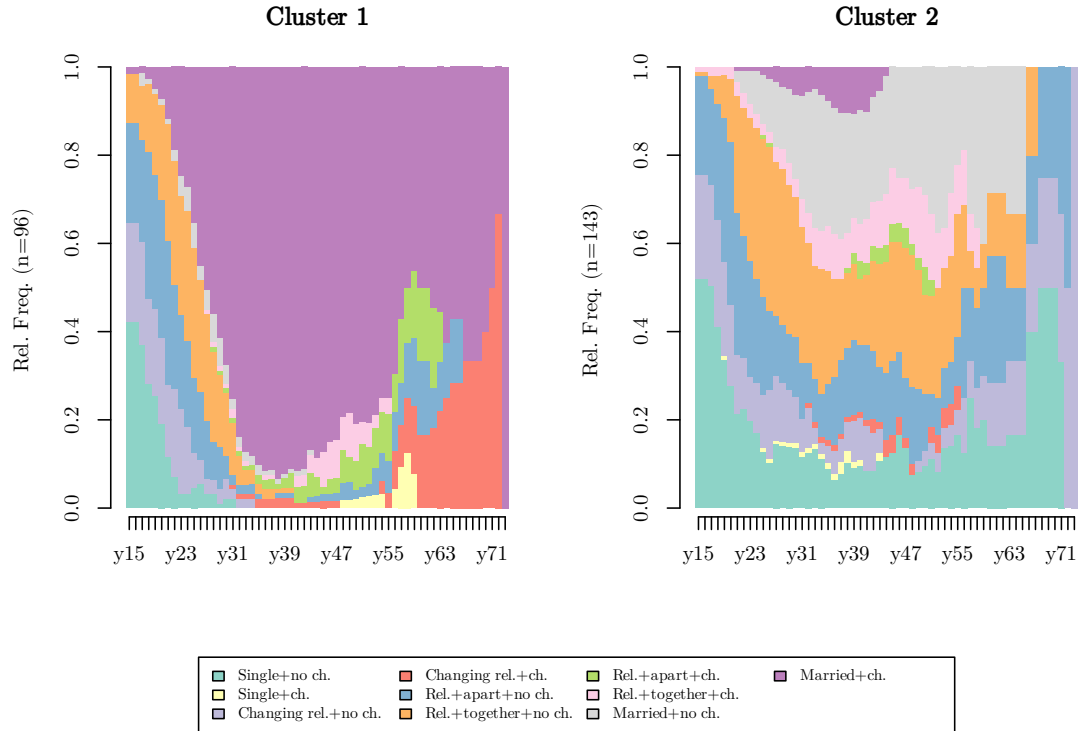 Cluster 1
Cluster 2
Rel. Freq. (n=96)
0.0
0.2
0.4
0.6
0.8
1.0
y15 y23 y31 y39 y47 y55 y63 y71
Rel. Freq. (n=143)
0.0
0.2
0.4
0.6
0.8
1.0
y15 y23 y31 y39 y47 y55 y63 y71
Single+no ch.
Single+ch.
Changing rel.+no ch.
Changing rel.+ch.
Rel.+apart+no ch.
Rel.+together+no ch.
Rel.+apart+ch.
Rel.+together+ch.
Married+no ch.
Married+ch.